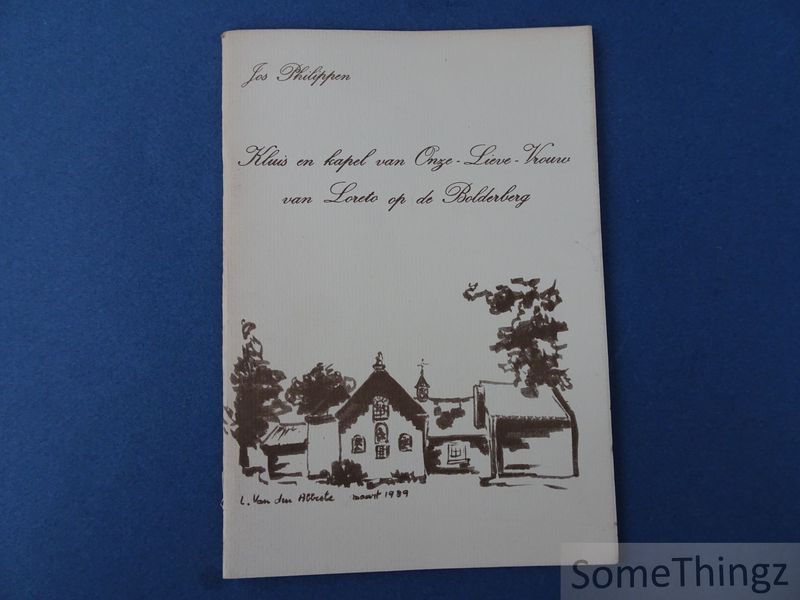 Jos Philippen
Kluis en kapel van Onze-Lieve-Vrouw
van Loreto op de Bolderberg
L. Van den Abbeele maart 1989
SomeThingz